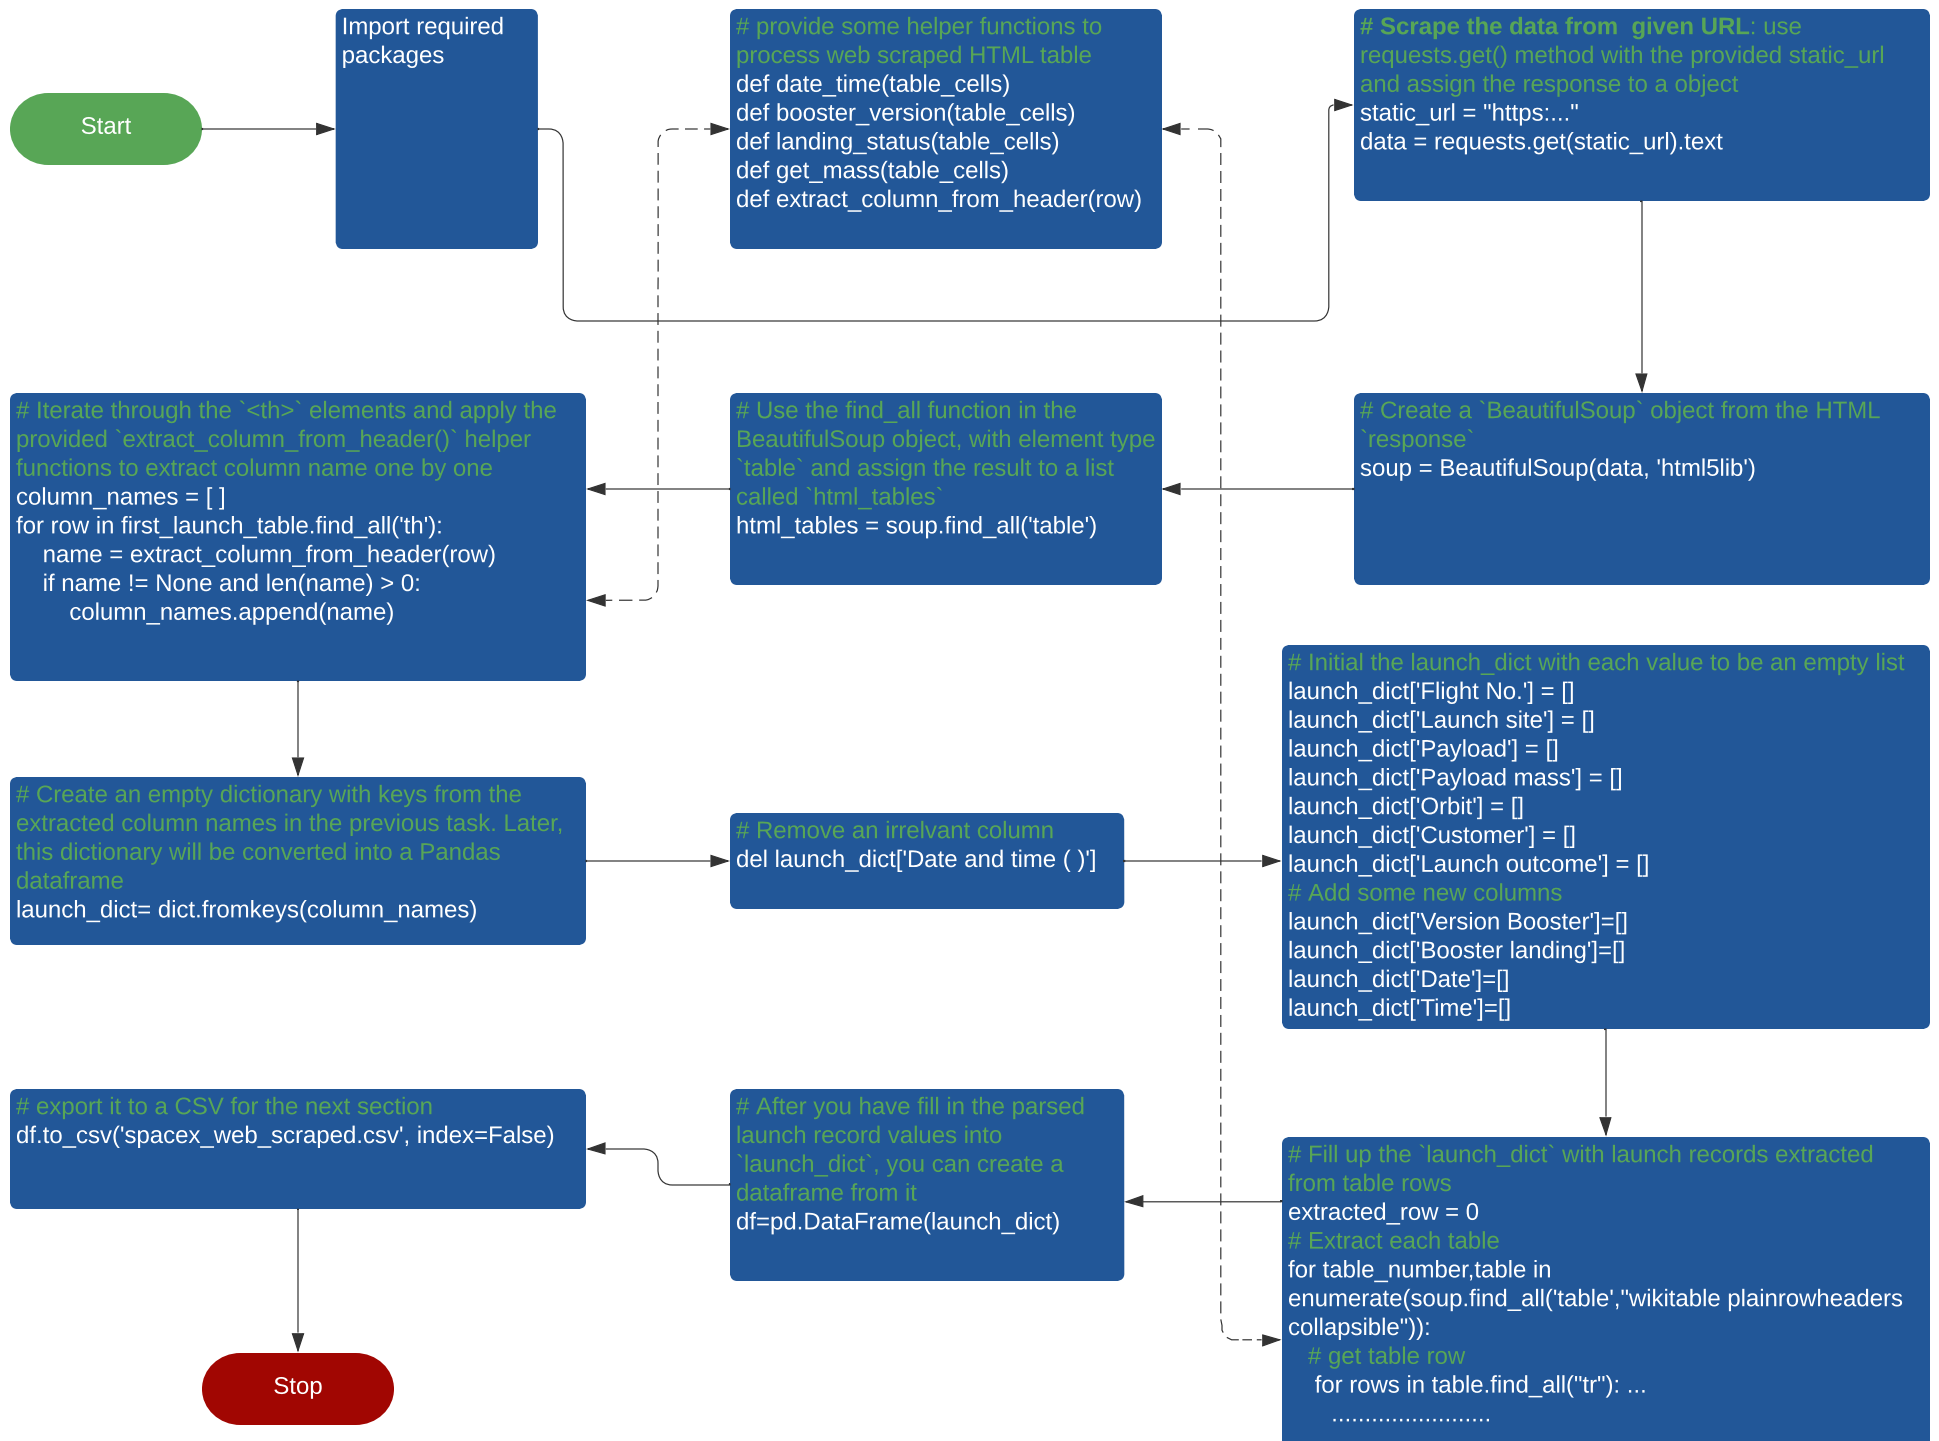 Start
Import required
packages
# provide some helper functions to
process web scraped HTML table
def date_time(table_cells)
def booster_version(table_cells)
def landing_status(table_cells)
def get_mass(table_cells)
def extract_column_from_header(row)
# Scrape the data from  given URL: use
requests.get() method with the provided static_url
and assign the response to a object
static_url = "https:..."
data = requests.get(static_url).text
# Create a `BeautifulSoup` object from the HTML
`response`
soup = BeautifulSoup(data, 'html5lib')
# Use the find_all function in the
BeautifulSoup object, with element type
`table` and assign the result to a list
called `html_tables`
html_tables = soup.find_all('table')
# Iterate through the `<th>` elements and apply the
provided `extract_column_from_header()` helper
functions to extract column name one by one
column_names = [ ]
for row in first_launch_table.find_all('th'):
    name = extract_column_from_header(row)
    if name != None and len(name) > 0:
        column_names.append(name)
# Create an empty dictionary with keys from the
extracted column names in the previous task. Later,
this dictionary will be converted into a Pandas
dataframe
launch_dict= dict.fromkeys(column_names)
# Remove an irrelvant column
del launch_dict['Date and time ( )']
# Initial the launch_dict with each value to be an empty list
launch_dict['Flight No.'] = []
launch_dict['Launch site'] = []
launch_dict['Payload'] = []
launch_dict['Payload mass'] = []
launch_dict['Orbit'] = []
launch_dict['Customer'] = []
launch_dict['Launch outcome'] = []
# Add some new columns
launch_dict['Version Booster']=[]
launch_dict['Booster landing']=[]
launch_dict['Date']=[]
launch_dict['Time']=[]
# Fill up the `launch_dict` with launch records extracted
from table rows
extracted_row = 0
# Extract each table
for table_number,table in
enumerate(soup.find_all('table',"wikitable plainrowheaders
collapsible")):
   # get table row
    for rows in table.find_all("tr"): ...
      ........................
# After you have fill in the parsed
launch record values into
`launch_dict`, you can create a
dataframe from it
df=pd.DataFrame(launch_dict)
# export it to a CSV for the next section
df.to_csv('spacex_web_scraped.csv', index=False)
Stop